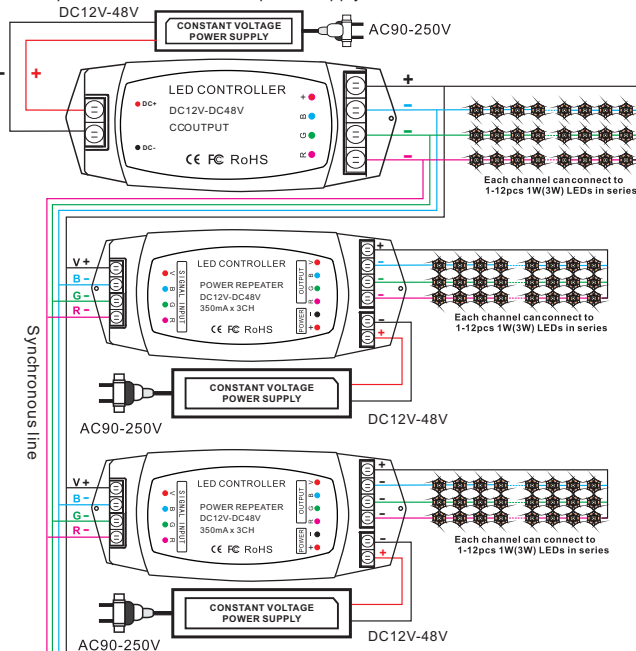 DC12V-48V
CONSTANT VOLTAGE
POWER SUPPLY
AC90-250V
- +
+
LED CONTROLLER
DC+
DC12V-DC48V
CCOUTPUT
DC-
CE FC RoHS
+
B
G
R
+
-
-
-
Each channel canconnect to
1-12pcs 1W(3W) LEDs in series
Synchronous line
V+
B-
G-
R-
SIGNAL INPUT
V
B
G
R
LED CONTROLLER
POWER REPEATER
DC12V-DC48V
350mA x 3CH
CE FC RoHS
OUTPUT
V
B
G
R
POWER
-
+
+
-
-
-
-
+
Each channel can connect to
1-12pcs 1W(3W) LEDs in series
CONSTANT VOLTAGE
POWER SUPPLY
AC90-250V
DC12V-48V
V+
B-
G-
R-
SIGNAL INPUT
V
B
G
R
LED CONTROLLER
POWER REPEATER
DC12V-DC48V
350mA x 3CH
CE FC RoHS
OUTPUT
V
B
G
R
POWER
-
+
+
-
-
-
-
+
Each channel can connect to
1-12pcs 1W(3W) LEDs in series
CONSTANT VOLTAGE
POWER SUPPLY
AC90-250V
DC12V-48V